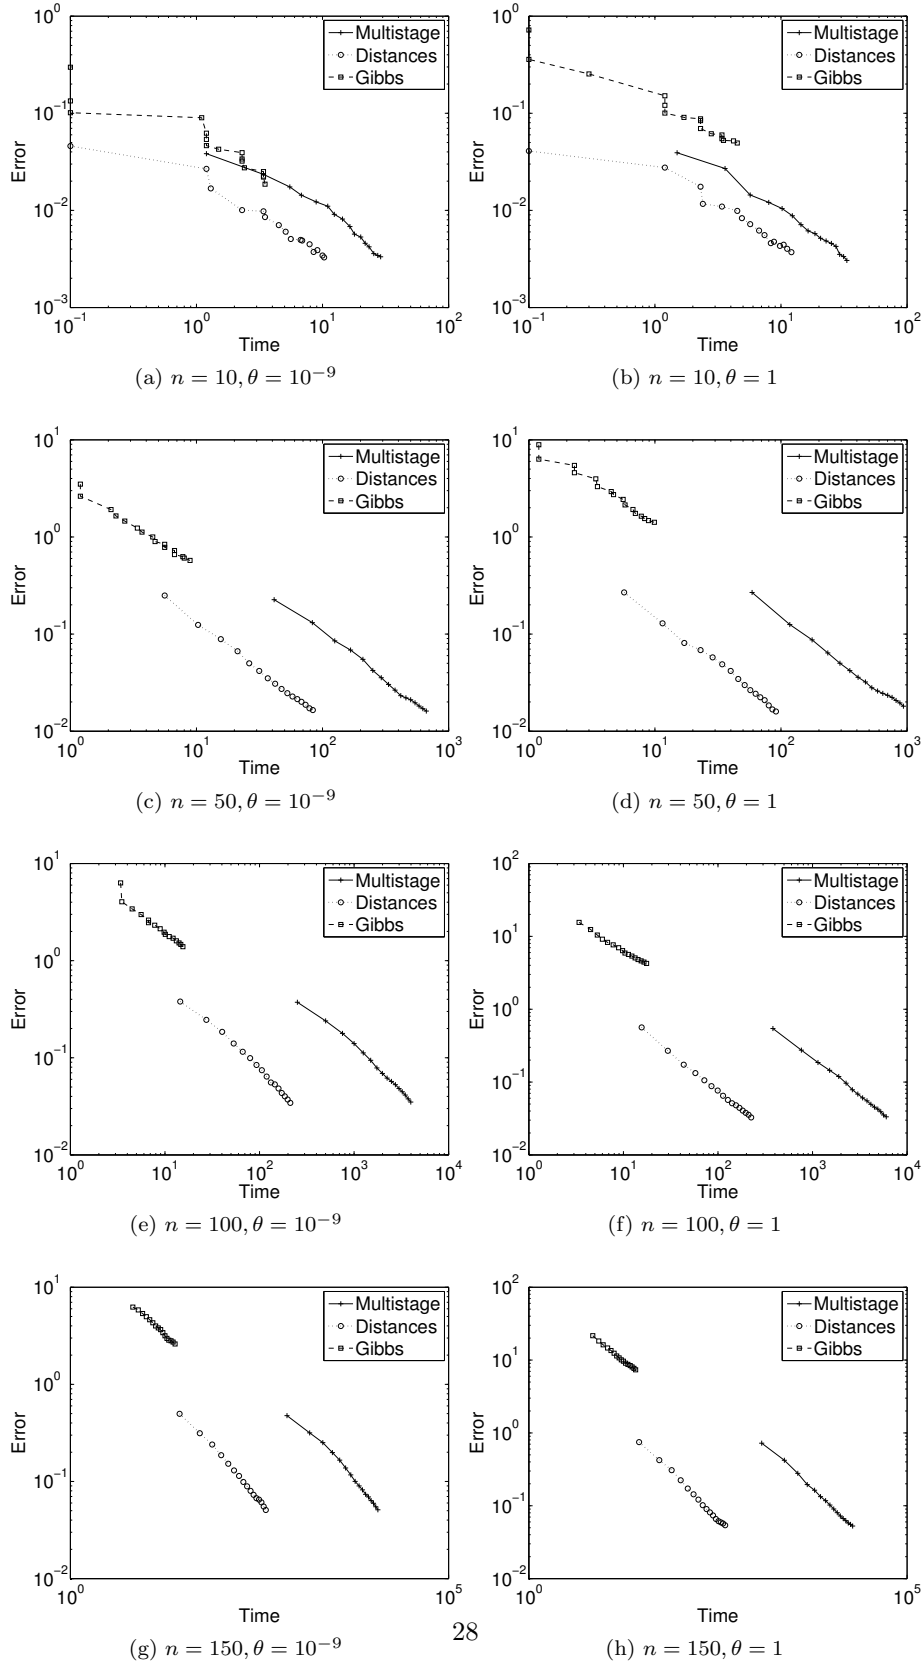 10^0
10^-1
10^-2
10^-3
Error
10^-1
10^0
10^1
10^2
Time
Multistage
Distances
Gibbs
(a) n = 10, θ = 10^-9
10^0
10^-1
10^-2
10^-3
Error
10^-1
10^0
10^1
10^2
Time
Multistage
Distances
Gibbs
(b) n = 10, θ = 1
10^1
10^0
10^-1
10^-2
Error
10^0
10^1
10^2
10^3
Time
Multistage
Distances
Gibbs
(c) n = 50, θ = 10^-9
10^1
10^0
10^-1
10^-2
Error
10^0
10^1
10^2
10^3
Time
Multistage
Distances
Gibbs
(d) n = 50, θ = 1
10^1
10^0
10^-1
10^-2
Error
10^0
10^1
10^2
10^3
10^4
Time
Multistage
Distances
Gibbs
(e) n = 100, θ = 10^-9
10^2
10^1
10^0
10^-1
10^-2
Error
10^0
10^1
10^2
10^3
10^4
Time
Multistage
Distances
Gibbs
(f) n = 100, θ = 1
10^1
10^0
10^-1
10^-2
Error
10^0
10^5
Time
Multistage
Distances
Gibbs
(g) n = 150, θ = 10^-9
10^2
10^1
10^0
10^-1
10^-2
Error
10^0
10^5
Time
Multistage
Distances
Gibbs
(h) n = 150, θ = 1
28